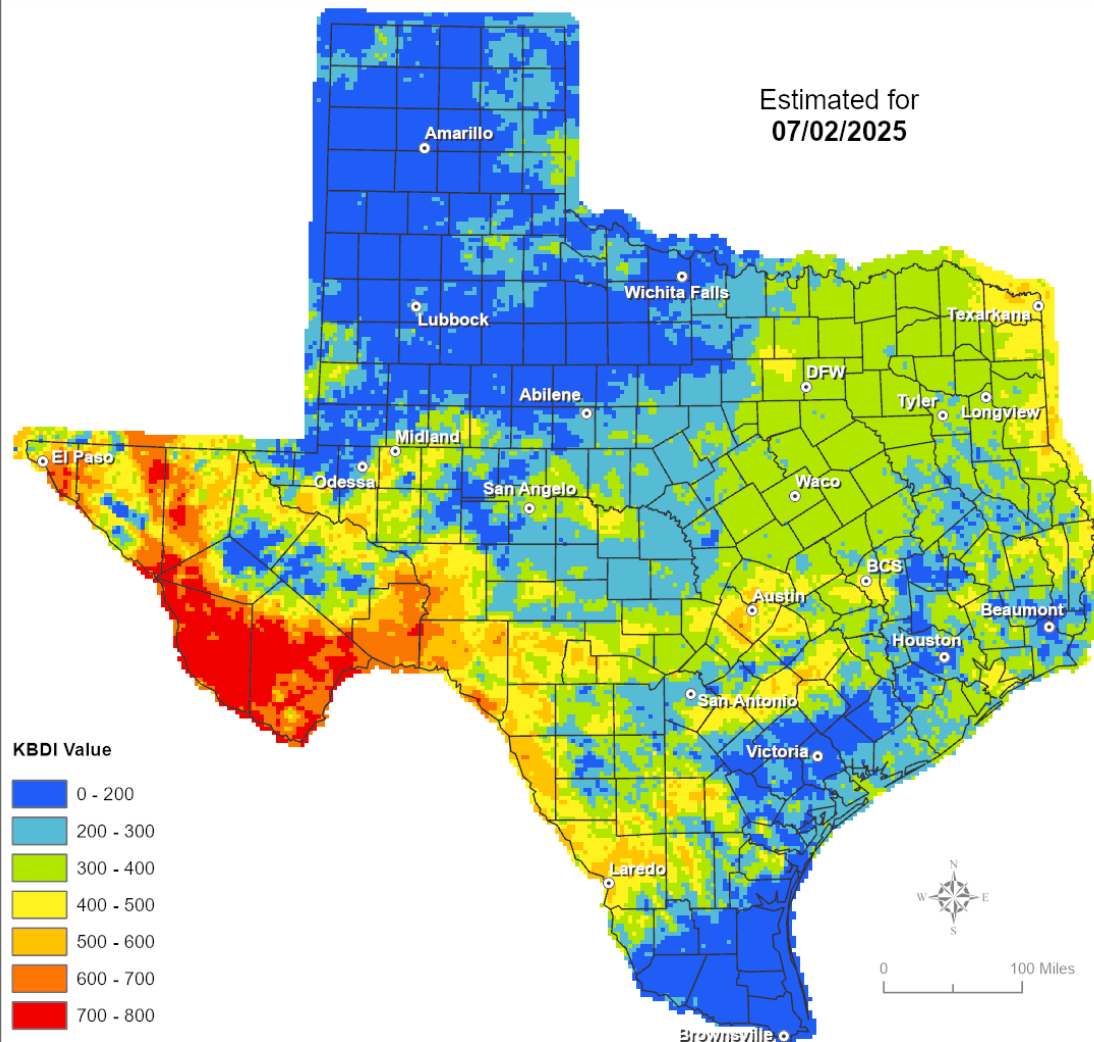 Estimated for
07/02/2025
Amarillo
Wichita Falls
Lubbock
Texarkana
DFW
Abilene
Tyler
Longview
Midland
El Paso
Odessa
San Angelo
Waco
BCS
Austin
Beaumont
Houston
San Antonio
Victoria
Laredo
Brownsville
KBDI Value
0 - 200
200 - 300
300 - 400
400 - 500
500 - 600
600 - 700
700 - 800
N
W E
S
0 100 Miles